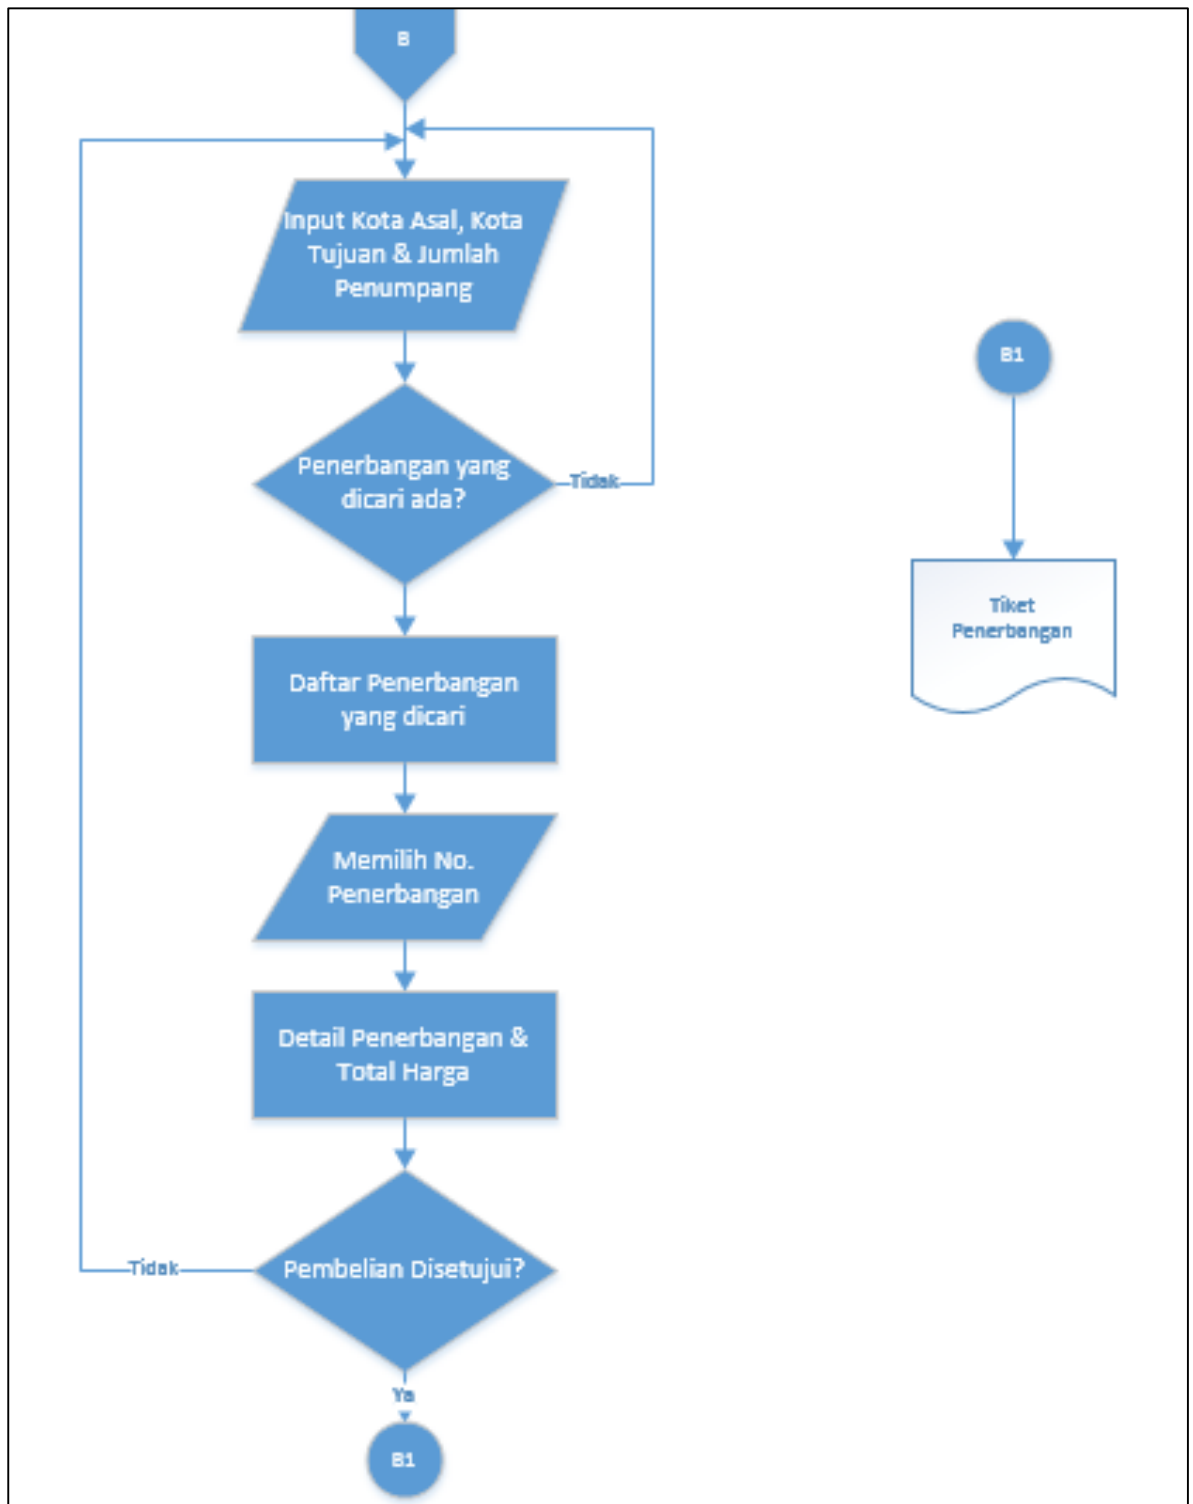 B
Input Kota Asal, Kota
Tujuan & Jumlah
Penumpang
Penerbangan yang
dicari ada?
Tidak
Daftar Penerbangan
yang dicari
Memilih No.
Penerbangan
Detail Penerbangan &
Total Harga
Pembelian Disetujui?
Tidak
Ya
B1
B1
Tiket
Penerbangan